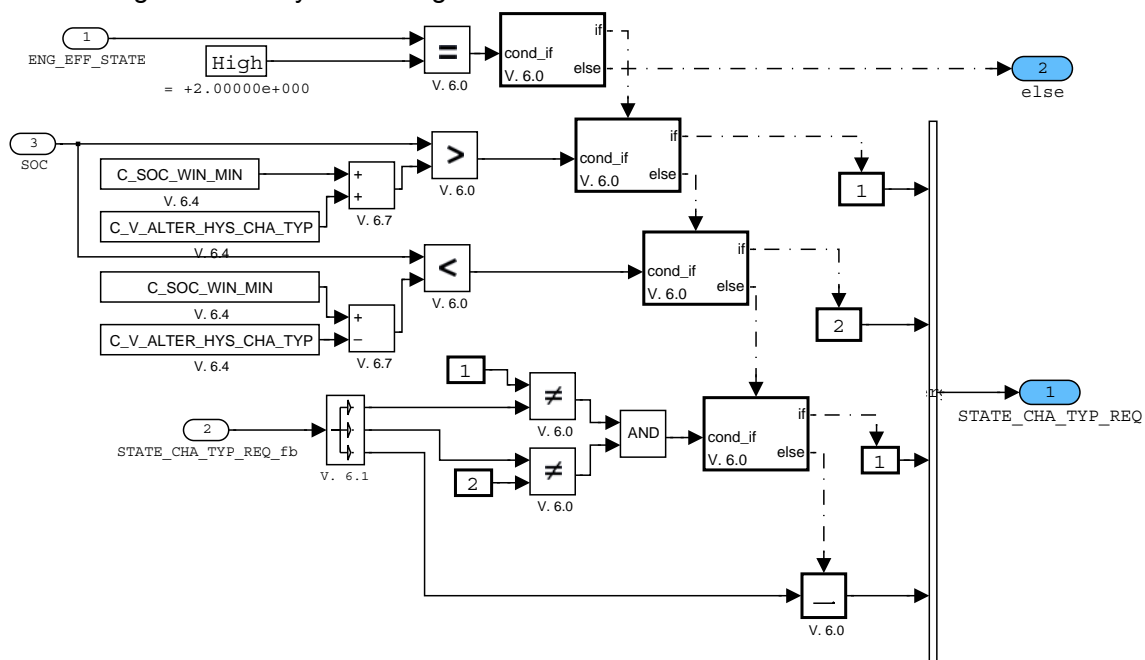 if
1
ENG_EFF_STATE
High
= +2.00000e+000
=
V. 6.0
cond_if
V. 6.0
else
2
else
3
SOC
C_SOC_WIN_MIN
V. 6.4
C_V_ALTER_HYS_CHA_TYP
V. 6.4
+
+
V. 6.7
>
V. 6.0
cond_if
V. 6.0
if
else
1
C_SOC_WIN_MIN
V. 6.4
C_V_ALTER_HYS_CHA_TYP
V. 6.4
+
−
V. 6.7
<
V. 6.0
cond_if
V. 6.0
if
else
2
2
STATE_CHA_TYP_REQ_fb
V. 6.1
1
≠
V. 6.0
2
≠
V. 6.0
AND
cond_if
V. 6.0
if
else
1
1
STATE_CHA_TYP_REQ
V. 6.0